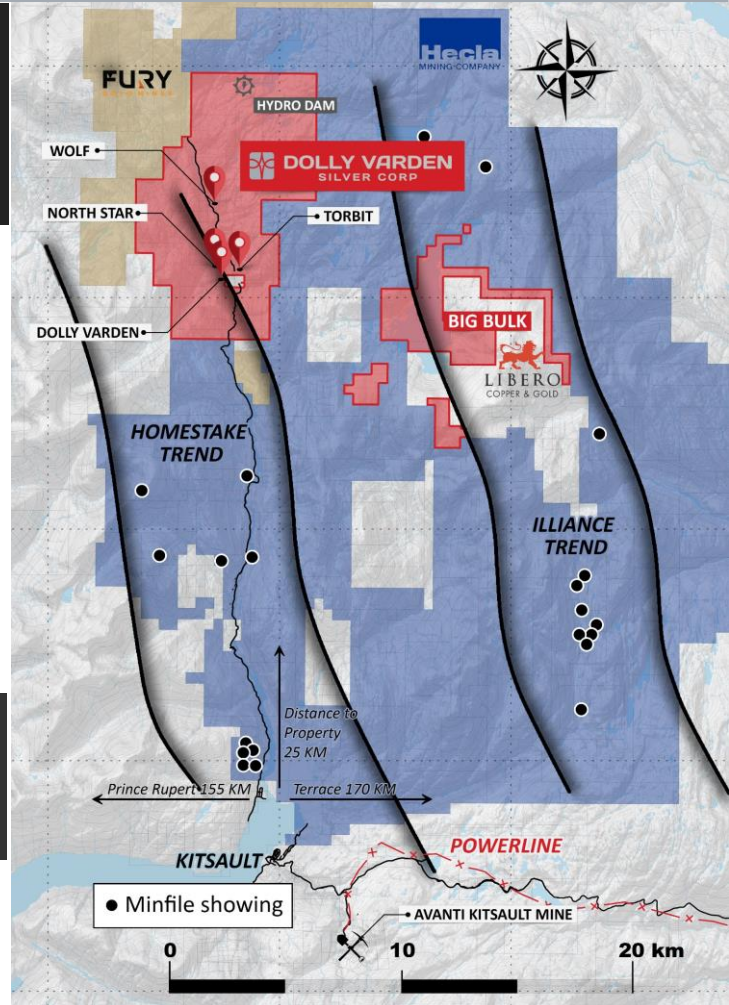 Hecla
MINING COMPANY
FURY
HYDRO DAM
WOLF
DOLLY VARDEN
SILVER CORP
NORTH STAR
TORBIT
DOLLY VARDEN
BIG BULK
LIBERO
COPPER & GOLD
HOMESTAKE
TREND
ILLIANCE
TREND
Distance to
Property
25 KM
Prince Rupert 155 KM
Terrace 170 KM
KITSAULT
POWERLINE
● Minfile showing
AVANTI KITSAULT MINE
0
10
20 km